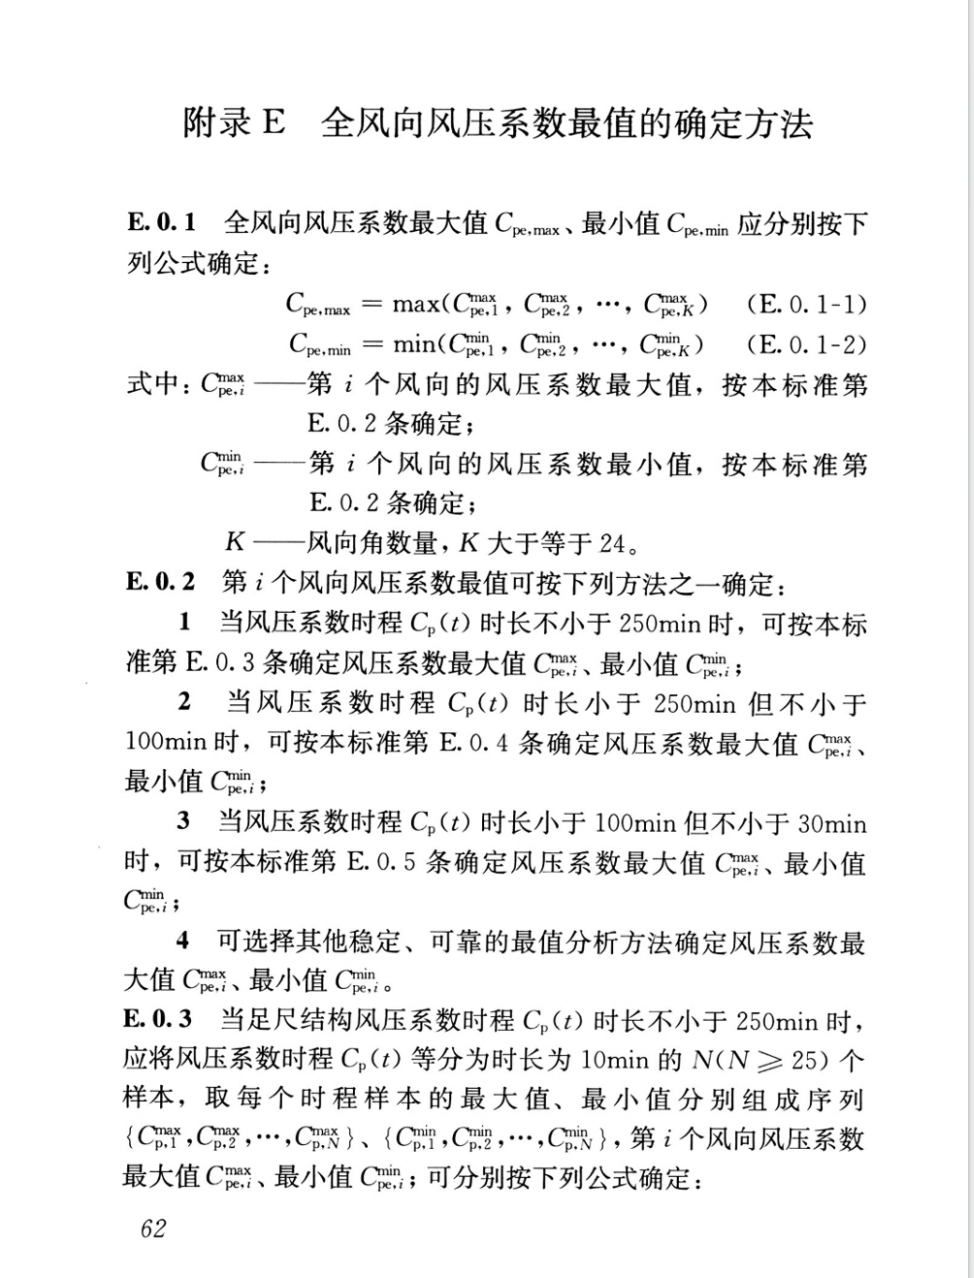 附录 E 全风向风压系数最值的确定方法
E.0.1 全风向风压系数最大值 C_{pe,max}、最小值 C_{pe,min} 应分别按下
列公式确定：
C_{pe,max} = max(C_{pe,1}^{max}, C_{pe,2}^{max}, …, C_{pe,K}^{max}) (E.0.1-1)
C_{pe,min} = min(C_{pe,1}^{min}, C_{pe,2}^{min}, …, C_{pe,K}^{min}) (E.0.1-2)
式中：C_{pe,i}^{max} ——第 i 个风向的风压系数最大值，按本标准第
E.0.2 条确定；
C_{pe,i}^{min} ——第 i 个风向的风压系数最小值，按本标准第
E.0.2 条确定；
K ——风向角数量，K 大于等于 24。
E.0.2 第 i 个风向风压系数最值可按下列方法之一确定：
1 当风压系数时程 C_p(t) 时长不小于 250min 时，可按本标
准第 E.0.3 条确定风压系数最大值 C_{pe,i}^{max}、最小值 C_{pe,i}^{min}；
2 当风压系数时程 C_p(t) 时长小于 250min 但不小于
100min 时，可按本标准第 E.0.4 条确定风压系数最大值 C_{pe,i}^{max}、
最小值 C_{pe,i}^{min}；
3 当风压系数时程 C_p(t) 时长小于 100min 但不小于 30min
时，可按本标准第 E.0.5 条确定风压系数最大值 C_{pe,i}^{max}、最小值
C_{pe,i}^{min}；
4 可选择其他稳定、可靠的最值分析方法确定风压系数最
大值 C_{pe,i}^{max}、最小值 C_{pe,i}^{min}。
E.0.3 当足尺结构风压系数时程 C_p(t) 时长不小于 250min 时，
应将风压系数时程 C_p(t) 等分为时长为 10min 的 N(N⩾25) 个
样本，取每个时程样本的最大值、最小值分别组成序列
{C_{p,1}^{max}, C_{p,2}^{max}, …, C_{p,N}^{max}}、{C_{p,1}^{min}, C_{p,2}^{min}, …, C_{p,N}^{min}}，第 i 个风向风压系数
最大值 C_{pe,i}^{max}、最小值 C_{pe,i}^{min}；可分别按下列公式确定：
62